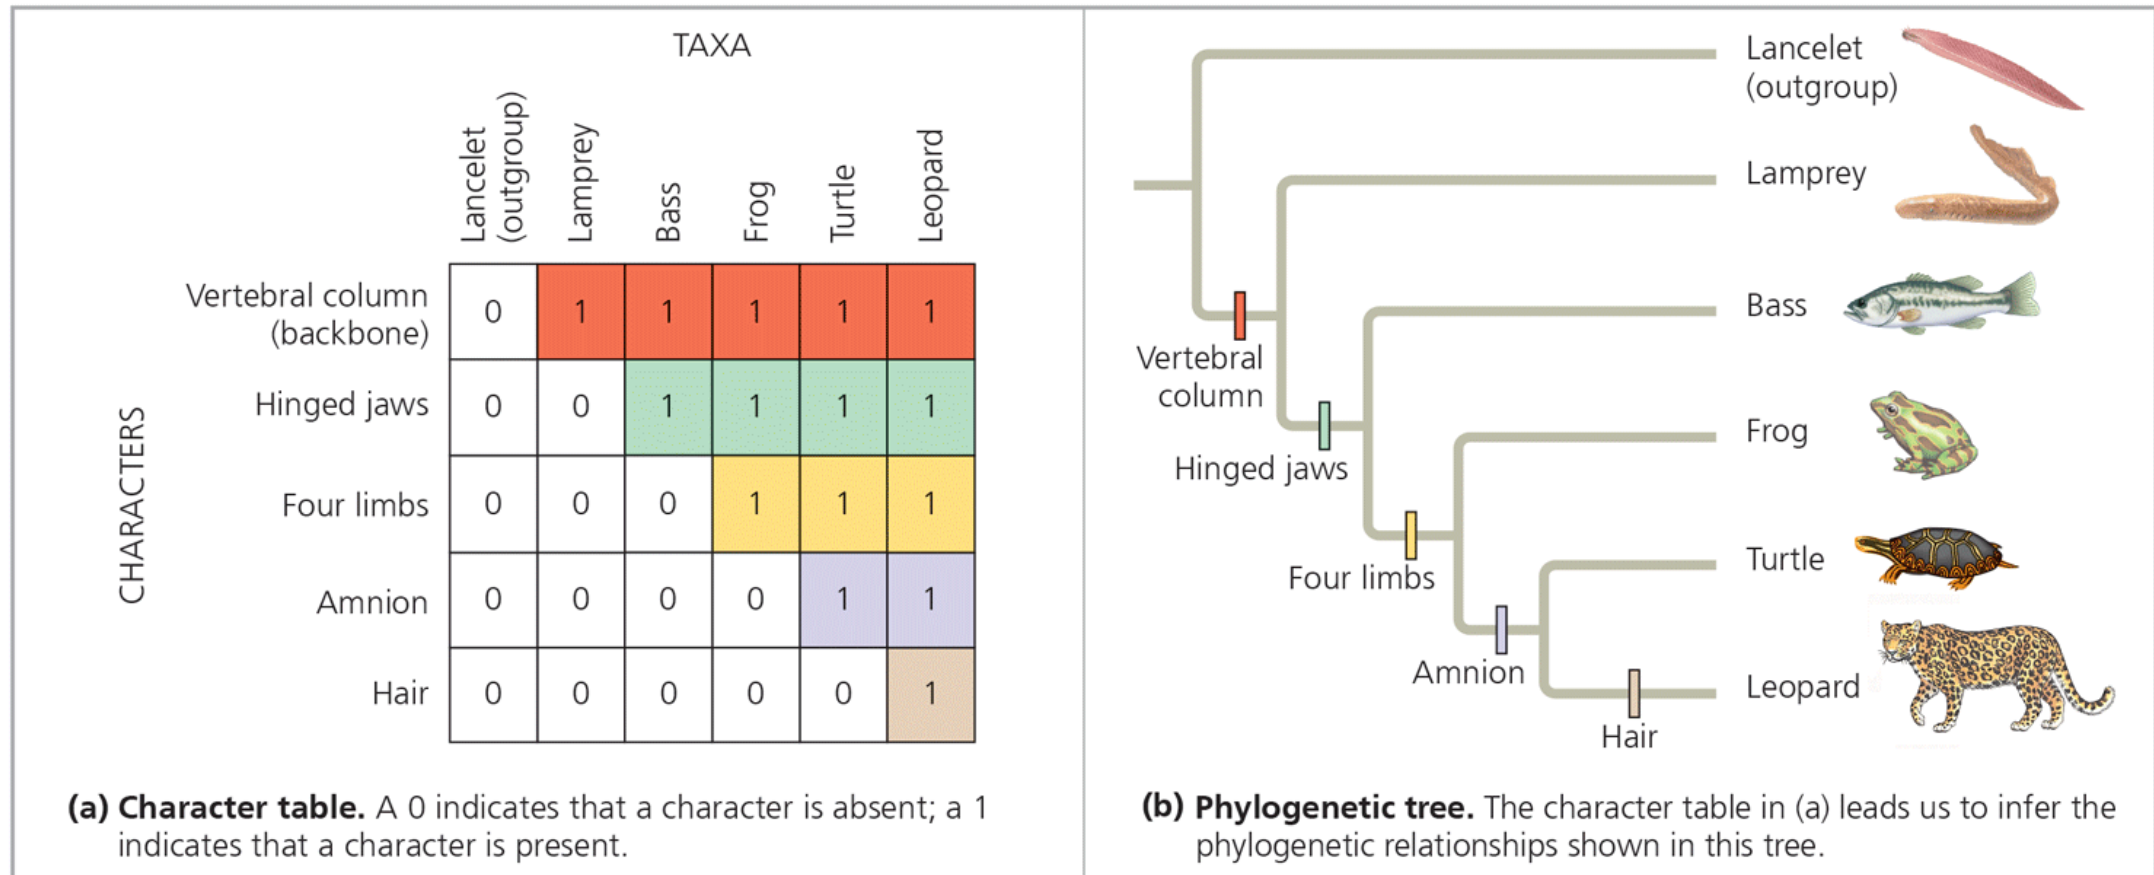 TAXA
Lancelet
(outgroup)
Lamprey
Bass
Frog
Turtle
Leopard
CHARACTERS
Vertebral column
(backbone)
0 1 1 1 1 1
Hinged jaws
0 0 1 1 1 1
Four limbs
0 0 0 1 1 1
Amnion
0 0 0 0 1 1
Hair
0 0 0 0 0 1
(a) Character table. A 0 indicates that a character is absent; a 1
indicates that a character is present.
Lancelet
(outgroup)
Lamprey
Bass
Frog
Turtle
Leopard
Vertebral
column
Hinged jaws
Four limbs
Amnion
Hair
(b) Phylogenetic tree. The character table in (a) leads us to infer the
phylogenetic relationships shown in this tree.